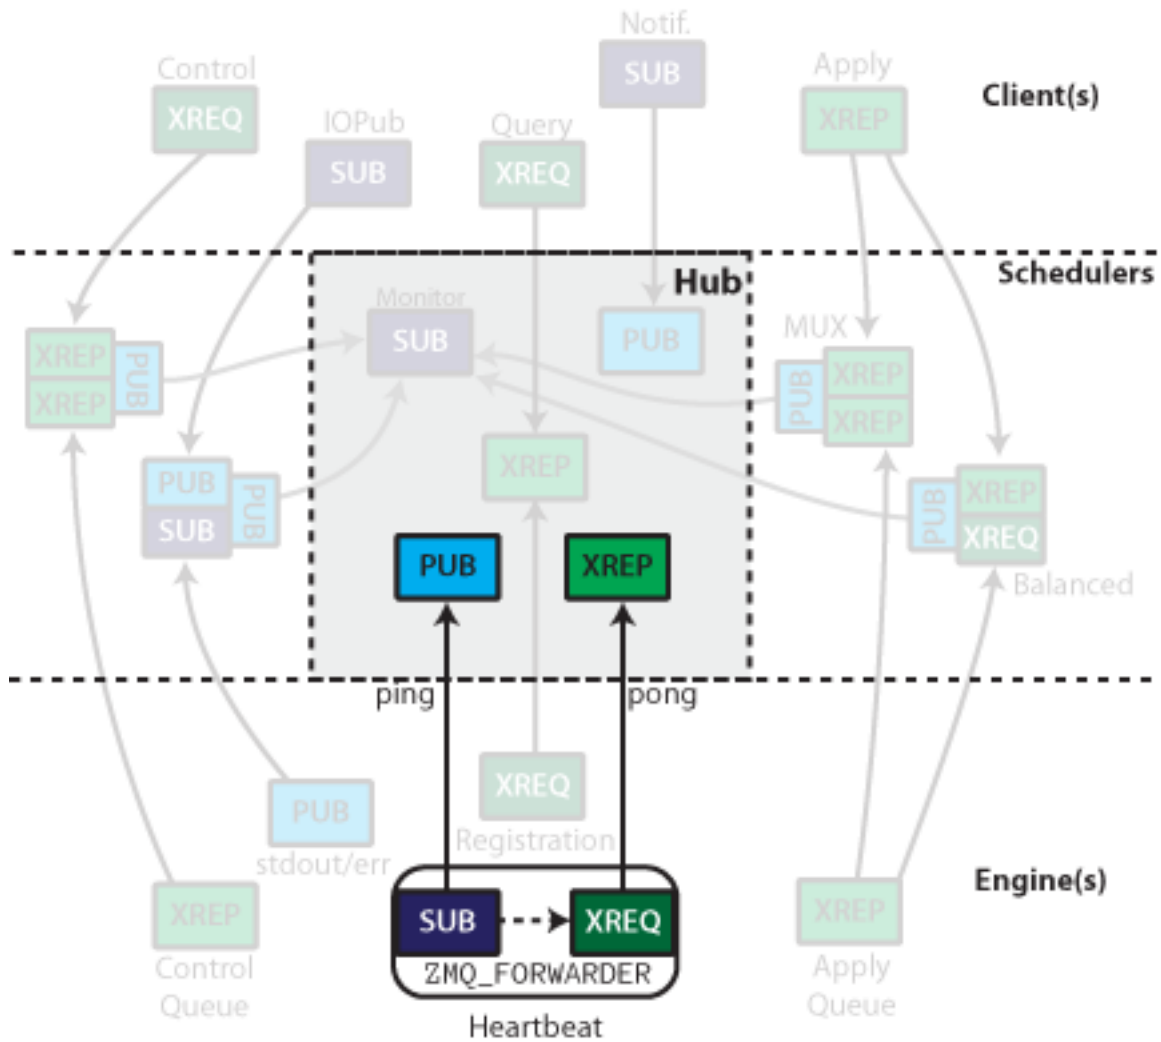 Notif.
SUB
Control
XREQ
Apply
XREP
Client(s)
IOPub
SUB
Query
XREQ
Schedulers
Hub
Monitor
SUB
PUB
MUX
XREP
XREP
PUB
PUB
XREP
XREP
XREP
PUB
SUB
PUB
PUB
XREP
XREQ
Balanced
PUB
XREP
ping
pong
XREQ
Registration
PUB
stdout/err
Engine(s)
XREP
Control
Queue
SUB
XREQ
ZMQ_FORWARDER
Heartbeat
XREP
Apply
Queue